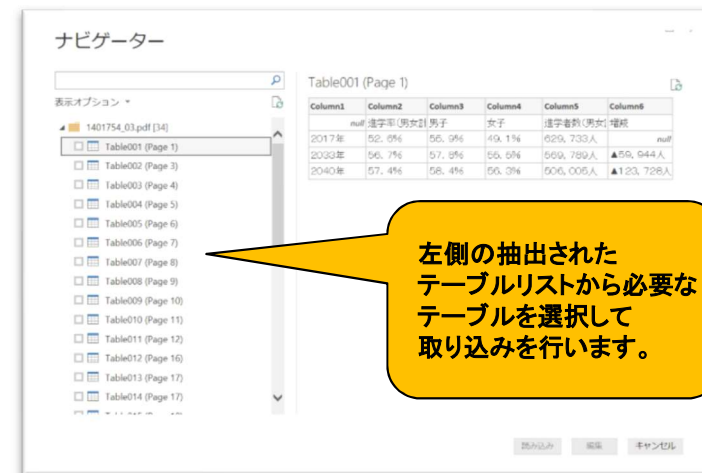 ナビゲーター
表示オプション
1401754_03.pdf [34]
Table001 (Page 1)
Table002 (Page 3)
Table003 (Page 4)
Table004 (Page 5)
Table005 (Page 6)
Table006 (Page 7)
Table007 (Page 8)
Table008 (Page 9)
Table009 (Page 10)
Table010 (Page 11)
Table011 (Page 12)
Table012 (Page 16)
Table013 (Page 17)
Table014 (Page 17)
Table001 (Page 1)
Column1 Column2 Column3 Column4 Column5 Column6
null 進学率(男女計 男子 女子 進学者数(男女 増減
2017年 52. 6% 55. 9% 49. 1% 629, 733人 null
2033年 56. 7% 57. 8% 55. 5% 569, 789人 ▲59, 944人
2040年 57. 4% 58. 4% 56. 3% 506, 005人 ▲123, 728人
左側の抽出された
テーブルリストから必要な
テーブルを選択して
取り込みを行います。
読み込み 編集 キャンセル